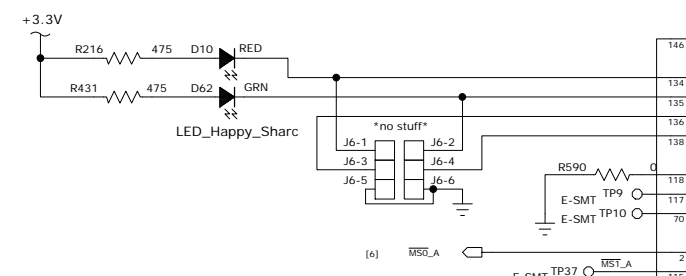 +3.3V
146
R216 475 D10 RED
134
R431 475 D62 GRN
135
LED_Happy_Sharc
*no stuff*
136
J6-1 J6-2
138
J6-3 J6-4
R590 0
J6-5 J6-6
118
E-SMT TP9
117
E-SMT TP10
70
[6] MS0_A
2
MS1_A
E-SMT TP37